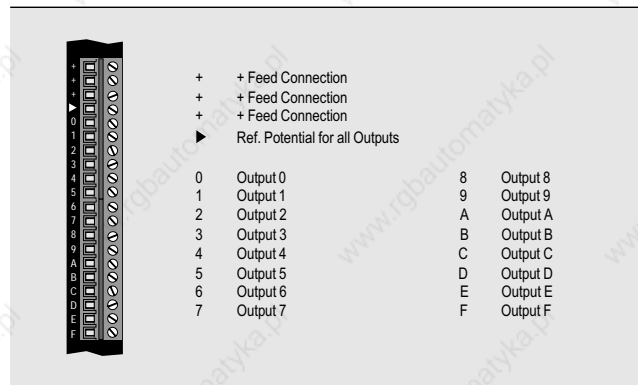 +
+
+
▶
0
1
2
3
4
5
6
7
8
9
A
B
C
D
E
F
+ + Feed Connection
+ + Feed Connection
+ + Feed Connection
▶ Ref. Potential for all Outputs
0 Output 0 8 Output 8
1 Output 1 9 Output 9
2 Output 2 A Output A
3 Output 3 B Output B
4 Output 4 C Output C
5 Output 5 D Output D
6 Output 6 E Output E
7 Output 7 F Output F
www.rgbautomatyka.pl